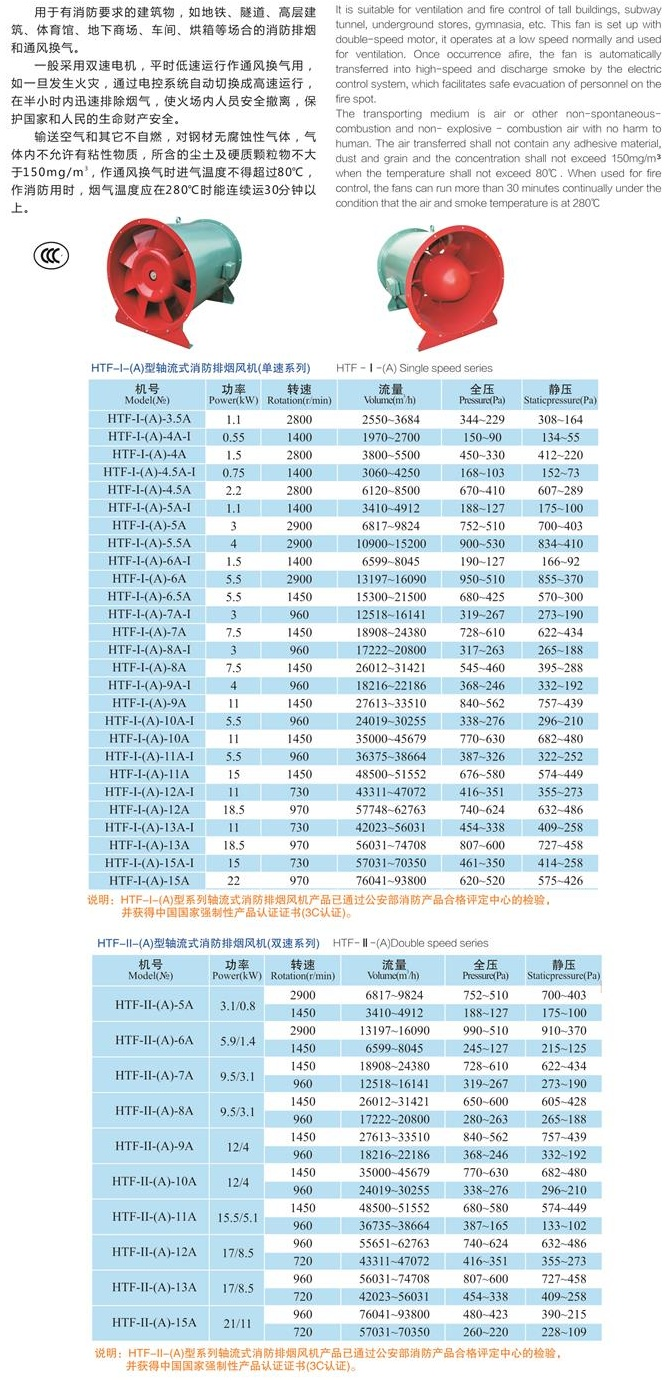 用于有消防要求的建筑物，如地铁、隧道、高层建
筑、体育馆、地下商场、车间、烘箱等场合的消防排烟
和通风换气。
一般采用双速电机，平时低速运行作通风换气用，
如一旦发生火灾，通过电控系统自动切换成高速运行，
在半小时内迅速排除烟气，使火场内人员安全撤离，保
护国家和人民的生命财产安全。
输送空气和其它不自燃，对钢材无腐蚀性气体，气
体内不允许有粘性物质，所含的尘土及硬质颗粒物不大
于150mg/m³，作通风换气时进气温度不得超过80℃，
作消防用时，烟气温度应在280℃时能连续运30分钟以
上。
It is suitable for ventilation and fire control of tall buildings, subway
tunnel, underground stores, gymnasia, etc. This fan is set up with
double-speed motor, it operates at a low speed normally and used
for ventilation. Once occurrence afire, the fan is automatically
transferred into high-speed and discharge smoke by the electric
control system, which facilitates safe evacuation of personnel on the
fire spot.
The transporting medium is air or other non-spontaneous-
combustion and non- explosive - combustion air with no harm to
human. The air transferred shall not contain any adhesive material,
dust and grain and the concentration shall not exceed 150mg/m³
when the temperature shall not exceed 80℃ . When used for fire
control, the fans can run more than 30 minutes continually under the
condition that the air and smoke temperature is at 280℃
CCC
HTF-I-(A)型轴流式消防排烟风机(单速系列) HTF - I -(A) Single speed series
机号 功率 转速 流量 全压 静压
Model(№) Power(kW) Rotation(r/min) Volume(m³/h) Pressure(Pa) Staticpressure(Pa)
HTF-I-(A)-3.5A 1.1 2800 2550~3684 344~229 308~164
HTF-I-(A)-4A-I 0.55 1400 1970~2700 150~90 134~55
HTF-I-(A)-4A 1.5 2800 3800~5500 450~330 412~220
HTF-I-(A)-4.5A-I 0.75 1400 3060~4250 168~103 152~73
HTF-I-(A)-4.5A 2.2 2800 6120~8500 670~410 607~289
HTF-I-(A)-5A-I 1.1 1400 3410~4912 188~127 175~100
HTF-I-(A)-5A 3 2900 6817~9824 752~510 700~403
HTF-I-(A)-5.5A 4 2900 10900~15200 900~530 834~410
HTF-I-(A)-6A-I 1.5 1400 6599~8045 190~127 166~92
HTF-I-(A)-6A 5.5 2900 13197~16090 950~510 855~370
HTF-I-(A)-6.5A 5.5 1450 15300~21500 680~425 570~300
HTF-I-(A)-7A-I 3 960 12518~16141 319~267 273~190
HTF-I-(A)-7A 7.5 1450 18908~24380 728~610 622~434
HTF-I-(A)-8A-I 3 960 17222~20800 317~263 265~188
HTF-I-(A)-8A 7.5 1450 26012~31421 545~460 395~288
HTF-I-(A)-9A-I 4 960 18216~22186 368~246 332~192
HTF-I-(A)-9A 11 1450 27613~33510 840~562 757~439
HTF-I-(A)-10A-I 5.5 960 24019~30255 338~276 296~210
HTF-I-(A)-10A 11 1450 35000~45679 770~630 682~480
HTF-I-(A)-11A-I 5.5 960 36375~38664 387~326 322~252
HTF-I-(A)-11A 15 1450 48500~51552 676~580 574~449
HTF-I-(A)-12A-I 11 730 43311~47072 416~351 355~273
HTF-I-(A)-12A 18.5 970 57748~62763 740~624 632~486
HTF-I-(A)-13A-I 11 730 42023~56031 454~338 409~258
HTF-I-(A)-13A 18.5 970 56031~74708 807~600 727~458
HTF-I-(A)-15A-I 15 730 57031~70350 461~350 414~258
HTF-I-(A)-15A 22 970 76041~93800 620~520 575~426
说明：HTF-I-(A)型系列轴流式消防排烟风机产品已通过公安部消防产品合格评定中心的检验，
并获得中国国家强制性产品认证证书(3C认证)。
HTF-II-(A)型轴流式消防排烟风机(双速系列) HTF- II -(A)Double speed series
机号 功率 转速 流量 全压 静压
Model(№) Power(kW) Rotation(r/min) Volume(m³/h) Pressure(Pa) Staticpressure(Pa)
HTF-II-(A)-5A 3.1/0.8 2900 6817~9824 752~510 700~403
1450 3410~4912 188~127 175~100
HTF-II-(A)-6A 5.9/1.4 2900 13197~16090 990~510 910~370
1450 6599~8045 245~127 215~125
HTF-II-(A)-7A 9.5/3.1 1450 18908~24380 728~610 622~434
960 12518~16141 319~267 273~190
HTF-II-(A)-8A 9.5/3.1 1450 26012~31421 650~600 605~428
960 17222~20800 280~263 265~188
HTF-II-(A)-9A 12/4 1450 27613~33510 840~562 757~439
960 18216~22186 368~246 332~192
HTF-II-(A)-10A 12/4 1450 35000~45679 770~630 682~480
960 24019~30255 338~276 296~210
HTF-II-(A)-11A 15.5/5.1 1450 48500~51552 680~580 574~449
960 36735~38664 387~165 133~102
HTF-II-(A)-12A 17/8.5 960 55651~62763 740~624 632~486
720 43311~47072 416~351 355~273
HTF-II-(A)-13A 17/8.5 960 56031~74708 807~600 727~458
720 42023~56031 454~338 409~258
HTF-II-(A)-15A 21/11 960 76041~93800 480~423 390~215
720 57031~70350 260~220 228~109
说明：HTF-II-(A)型系列轴流式消防排烟风机产品已通过公安部消防产品合格评定中心的检验，
并获得中国国家强制性产品认证证书(3C认证)。